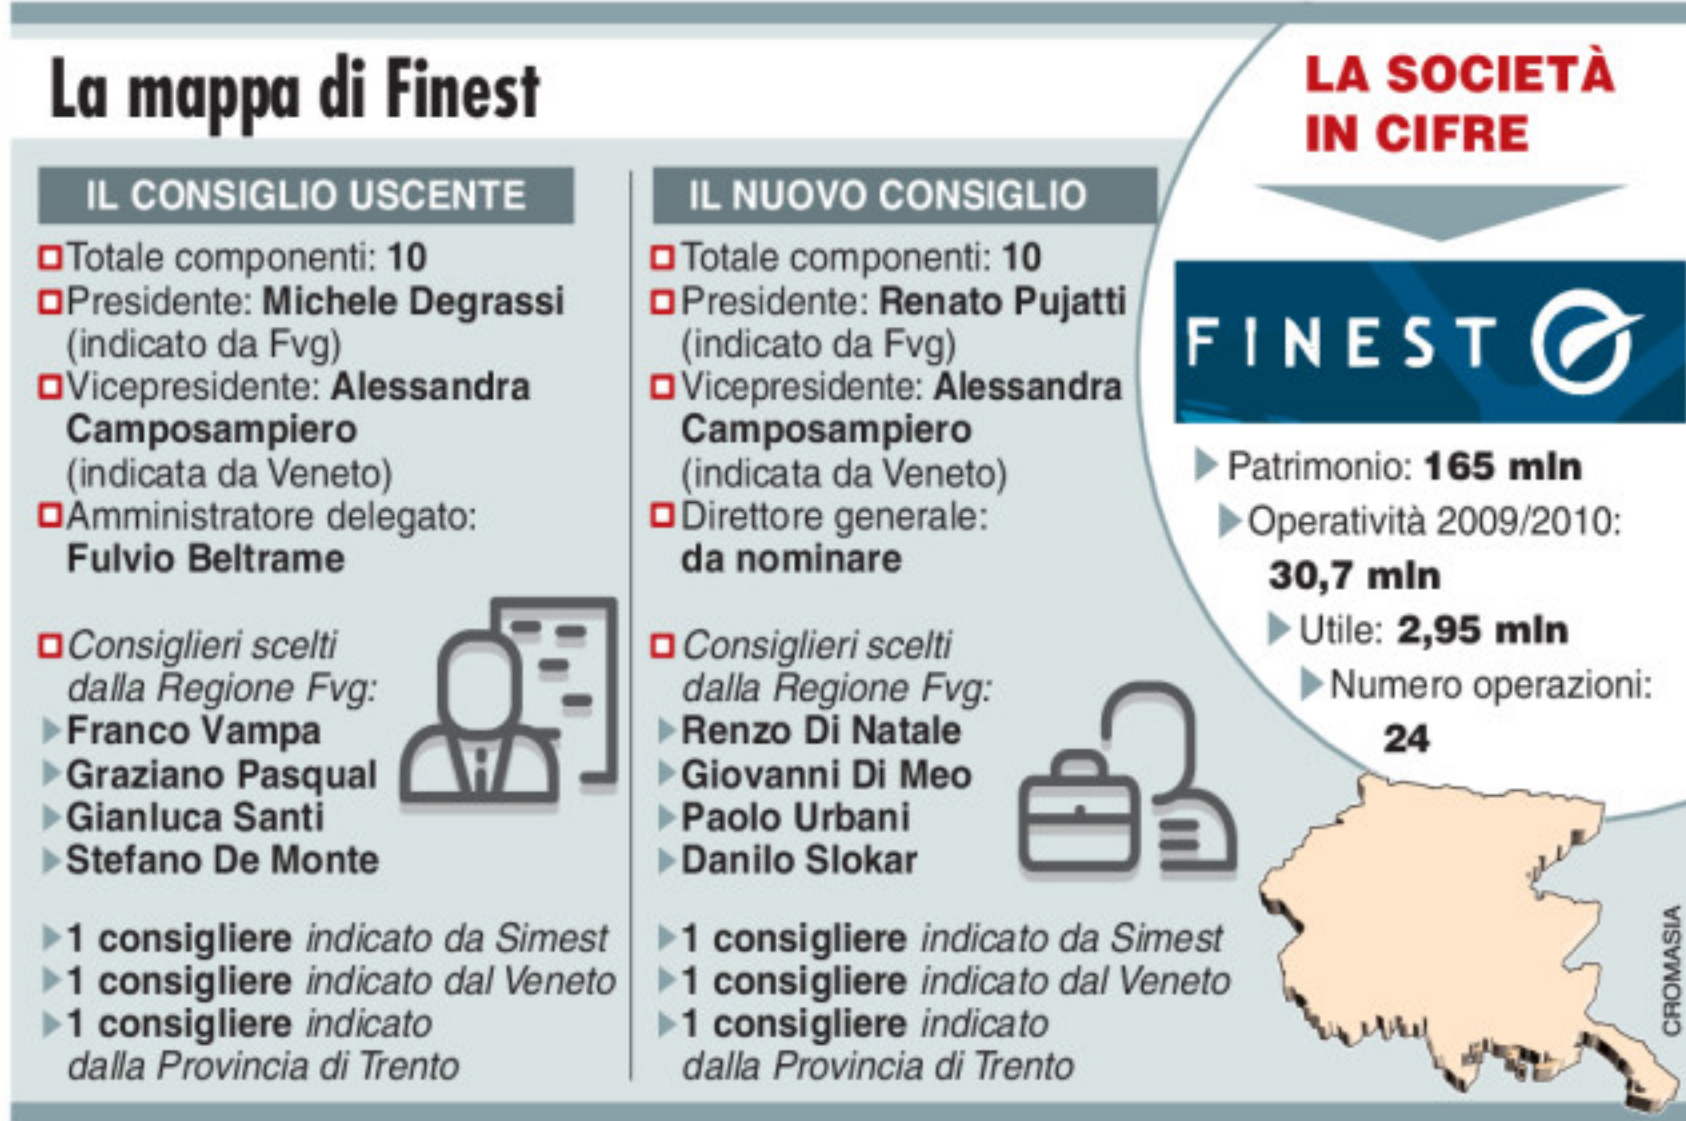 La mappa di Finest
IL CONSIGLIO USCENTE
Totale componenti: 10
Presidente: Michele Degrassi
(indicato da Fvg)
Vicepresidente: Alessandra
Camposampiero
(indicata da Veneto)
Amministratore delegato:
Fulvio Beltrame
Consiglieri scelti
dalla Regione Fvg:
Franco Vampa
Graziano Pasqual
Gianluca Santi
Stefano De Monte
1 consigliere indicato da Simest
1 consigliere indicato dal Veneto
1 consigliere indicato
dalla Provincia di Trento
IL NUOVO CONSIGLIO
Totale componenti: 10
Presidente: Renato Pujatti
(indicato da Fvg)
Vicepresidente: Alessandra
Camposampiero
(indicata da Veneto)
Direttore generale:
da nominare
Consiglieri scelti
dalla Regione Fvg:
Renzo Di Natale
Giovanni Di Meo
Paolo Urbani
Danilo Slokar
1 consigliere indicato da Simest
1 consigliere indicato dal Veneto
1 consigliere indicato
dalla Provincia di Trento
LA SOCIETÀ
IN CIFRE
FINEST
Patrimonio: 165 mln
Operatività 2009/2010:
30,7 mln
Utile: 2,95 mln
Numero operazioni:
24
CROMASIA